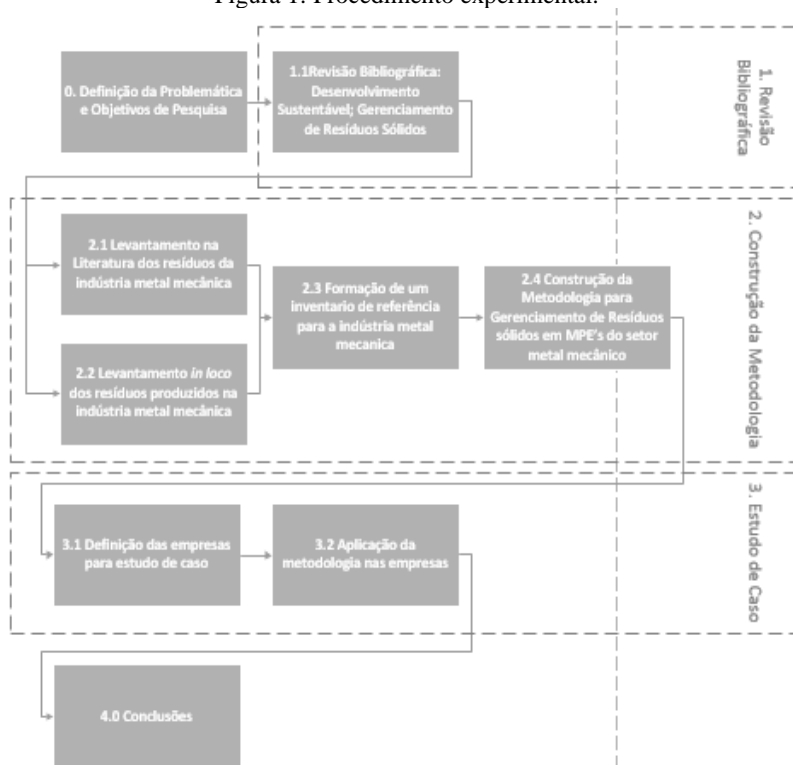 Figura 1: Procedimento experimental.
0. Definição da Problemática
e Objetivos de Pesquisa
1.1Revisão Bibliográfica:
Desenvolvimento
Sustentável; Gerenciamento
de Resíduos Sólidos
1. Revisão
Bibliográfica
2.1 Levantamento na
Literatura dos resíduos da
indústria metal mecânica
2.2 Levantamento in loco
dos resíduos produzidos na
indústria metal mecânica
2.3 Formação de um
inventario de referência
para a indústria metal
mecanica
2.4 Construção da
Metodologia para
Gerenciamento de Resíduos
sólidos em MPE's do setor
metal mecânico
2. Construção da Metodologia
3.1 Definição das empresas
para estudo de caso
3.2 Aplicação da
metodologia nas empresas
3. Estudo de Caso
4.0 Conclusões